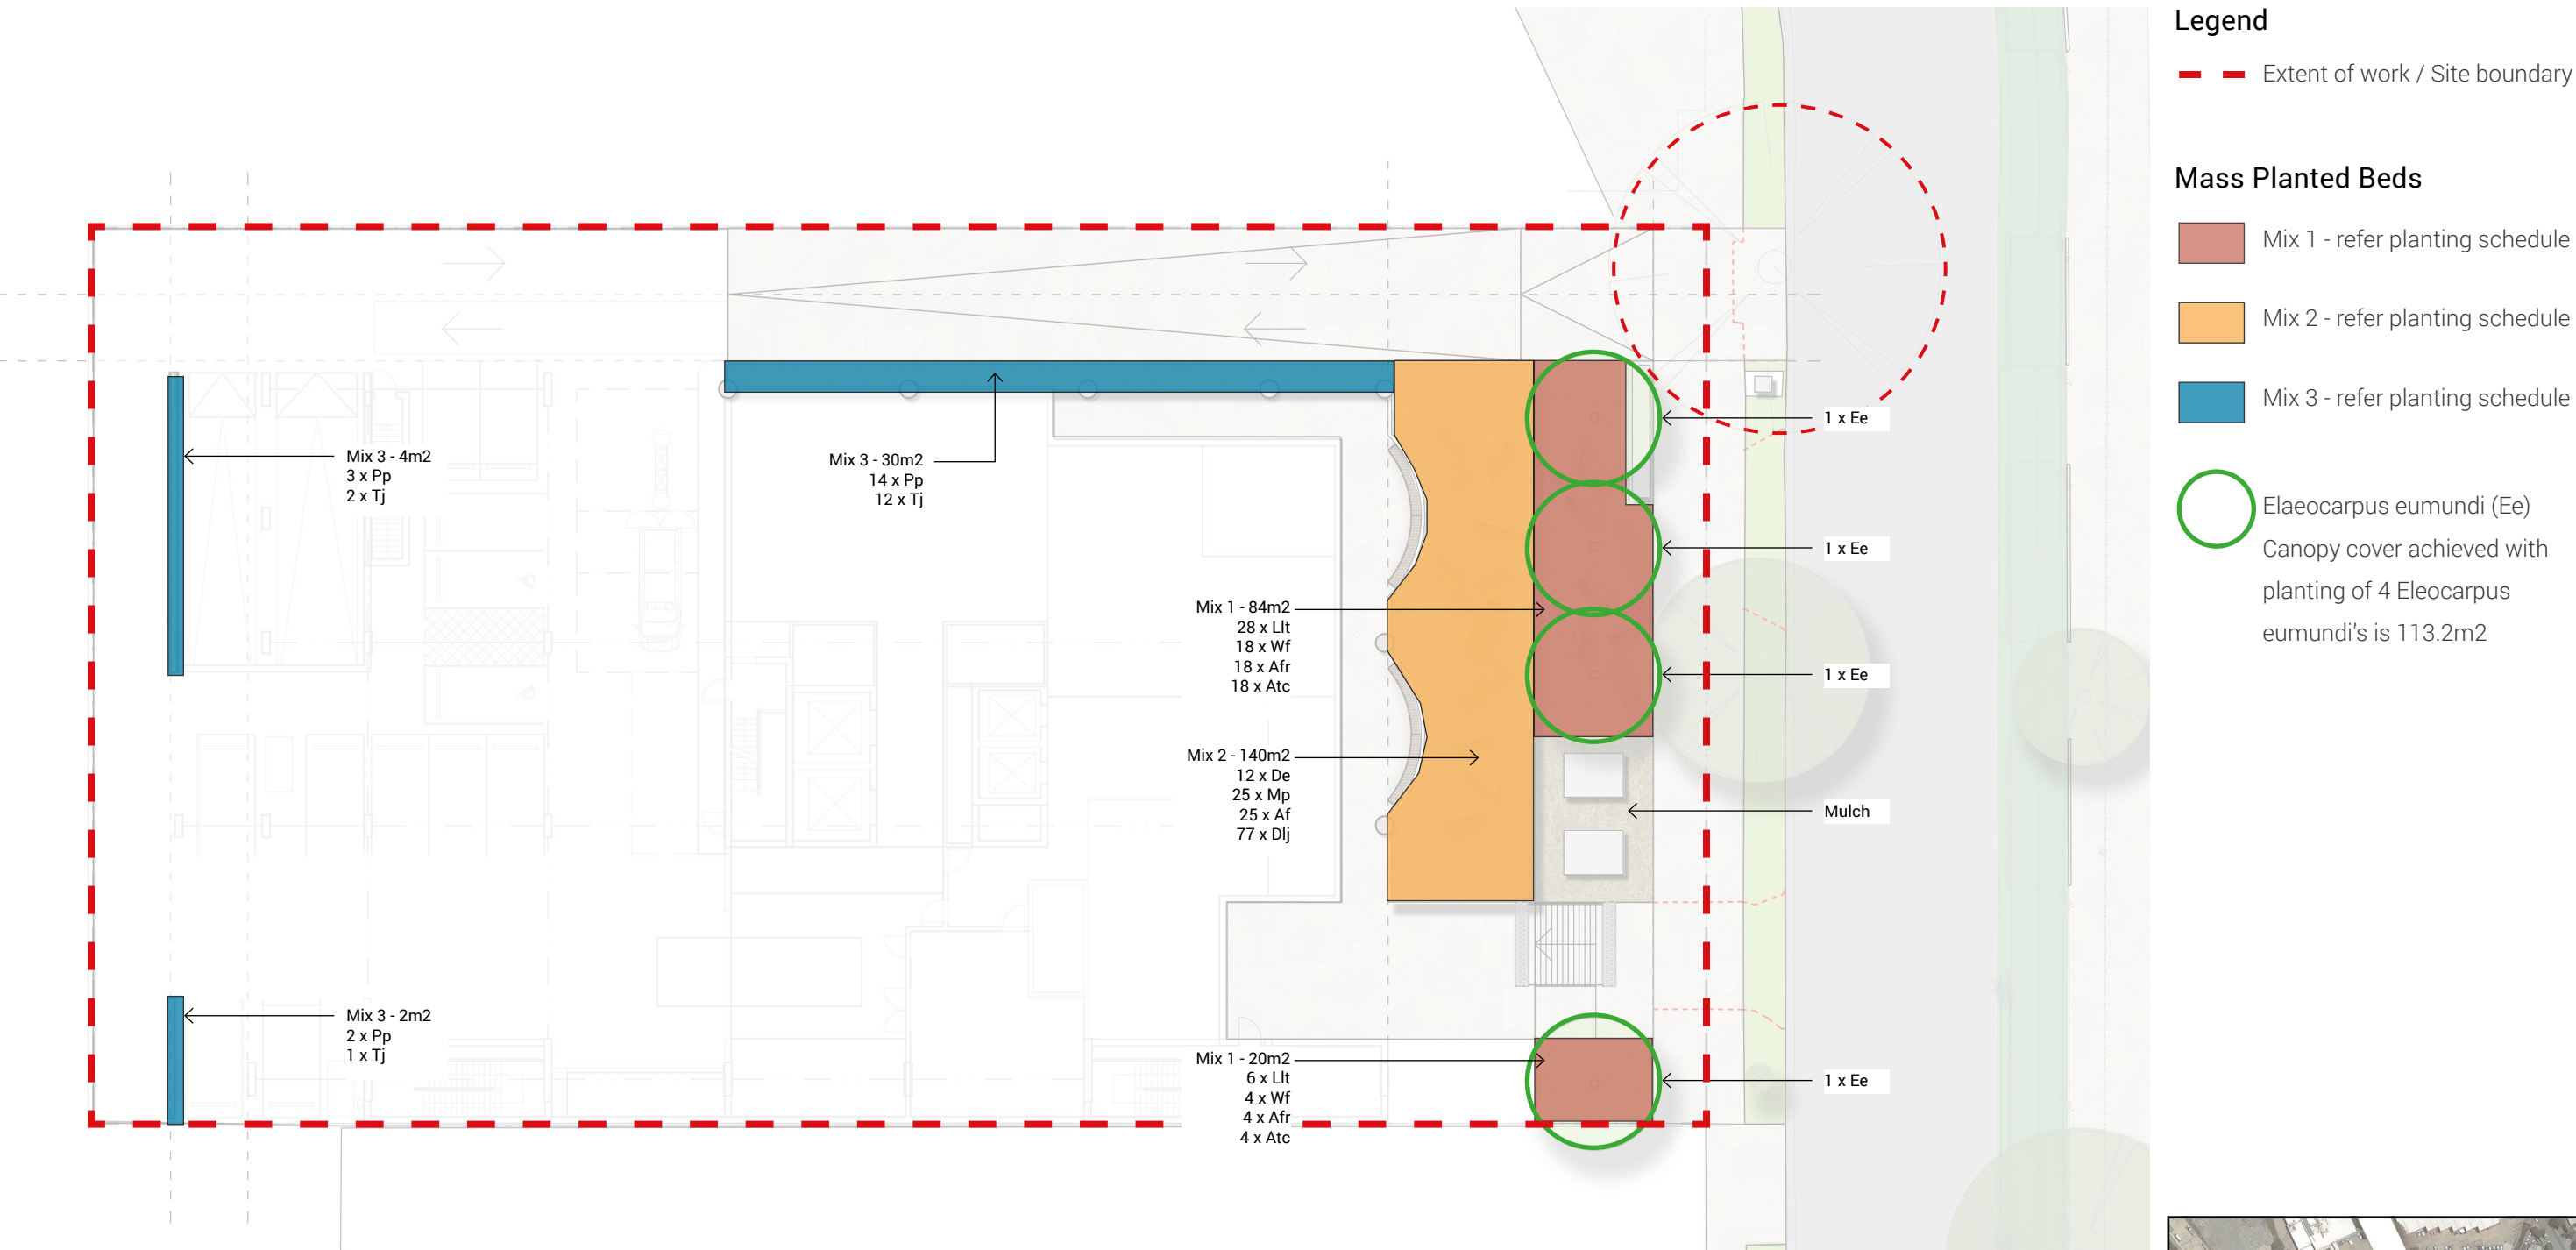 Legend
Extent of work / Site boundary
Mass Planted Beds
Mix 1 - refer planting schedule
Mix 2 - refer planting schedule
Mix 3 - refer planting schedule
Elaeocarpus eumundi (Ee)
Canopy cover achieved with
planting of 4 Eleocarpus
eumundi's is 113.2m2
Mix 3 - 4m2
3 x Pp
2 x Tj
Mix 3 - 30m2
14 x Pp
12 x Tj
1 x Ee
1 x Ee
Mix 1 - 84m2
28 x Llt
18 x Wf
18 x Afr
18 x Atc
1 x Ee
Mix 2 - 140m2
12 x De
25 x Mp
25 x Af
77 x Dlj
Mulch
Mix 3 - 2m2
2 x Pp
1 x Tj
Mix 1 - 20m2
6 x Llt
4 x Wf
4 x Afr
4 x Atc
1 x Ee